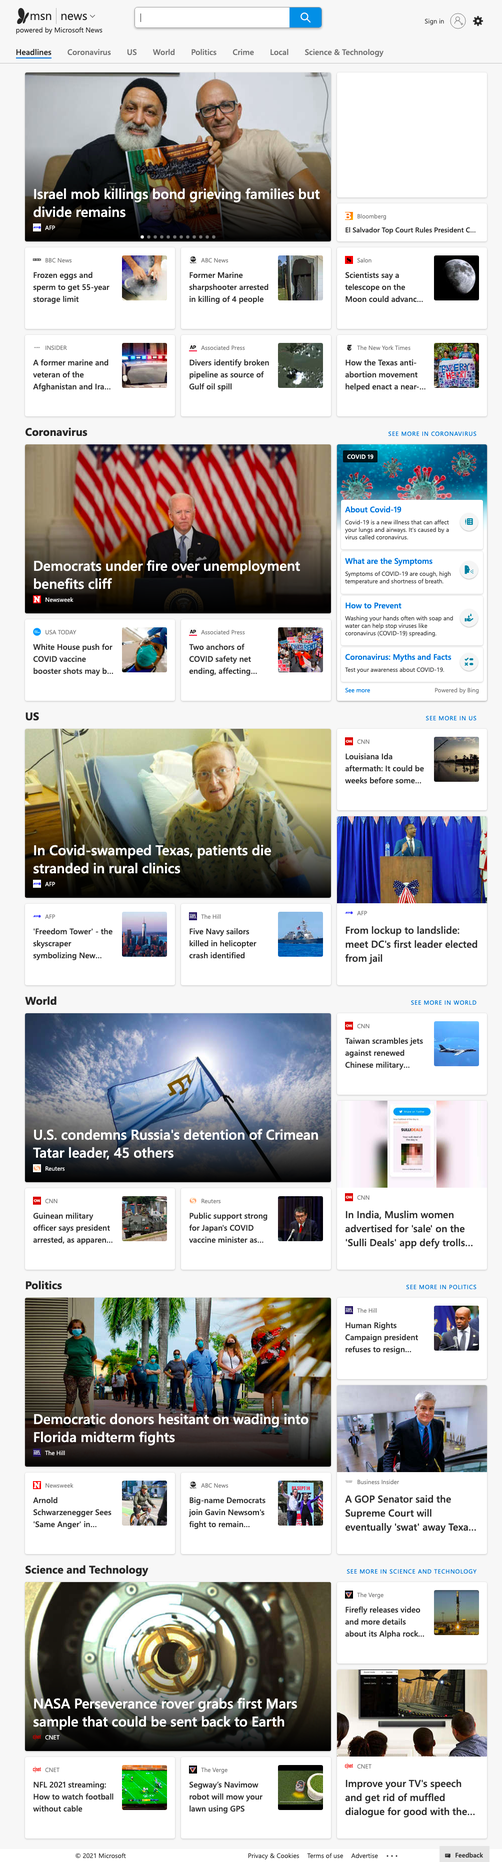 msn | news
powered by Microsoft News
Sign in
Headlines
Coronavirus
US
World
Politics
Crime
Local
Science & Technology
Israel mob killings bond grieving families but
divide remains
AFP
Bloomberg
El Salvador Top Court Rules President C...
BBC News
Frozen eggs and
sperm to get 55-year
storage limit
ABC News
Former Marine
sharpshooter arrested
in killing of 4 people
Salon
Scientists say a
telescope on the
Moon could advanc...
INSIDER
A former marine and
veteran of the
Afghanistan and Ira...
AP Associated Press
Divers identify broken
pipeline as source of
Gulf oil spill
The New York Times
How the Texas anti-
abortion movement
helped enact a near-...
Coronavirus
SEE MORE IN CORONAVIRUS
Democrats under fire over unemployment
benefits cliff
N Newsweek
COVID 19
About Covid-19
Covid-19 is a new illness that can affect
your lungs and airways. It's caused by a
virus called coronavirus.
What are the Symptoms
Symptoms of COVID-19 are cough, high
temperature and shortness of breath.
How to Prevent
Washing your hands often with soap and
water can help stop viruses like
coronavirus (COVID-19) spreading.
Coronavirus: Myths and Facts
Test your awareness about COVID-19.
See more
Powered by Bing
USA TODAY
White House push for
COVID vaccine
booster shots may b...
AP Associated Press
Two anchors of
COVID safety net
ending, affecting...
US
SEE MORE IN US
In Covid-swamped Texas, patients die
stranded in rural clinics
AFP
CNN
Louisiana Ida
aftermath: It could be
weeks before some...
AFP
From lockup to landslide:
meet DC's first leader elected
from jail
AFP
'Freedom Tower' - the
skyscraper
symbolizing New...
The Hill
Five Navy sailors
killed in helicopter
crash identified
World
SEE MORE IN WORLD
U.S. condemns Russia's detention of Crimean
Tatar leader, 45 others
Reuters
CNN
Taiwan scrambles jets
against renewed
Chinese military...
SULLI DEALS
CNN
In India, Muslim women
advertised for 'sale' on the
'Sulli Deals' app defy trolls...
CNN
Guinean military
officer says president
arrested, as apparen...
Reuters
Public support strong
for Japan's COVID
vaccine minister as...
Politics
SEE MORE IN POLITICS
Democratic donors hesitant on wading into
Florida midterm fights
The Hill
The Hill
Human Rights
Campaign president
refuses to resign...
Business Insider
A GOP Senator said the
Supreme Court will
eventually 'swat' away Texa...
N Newsweek
Arnold
Schwarzenegger Sees
'Same Anger' in...
ABC News
Big-name Democrats
join Gavin Newsom's
fight to remain...
Science and Technology
SEE MORE IN SCIENCE AND TECHNOLOGY
NASA Perseverance rover grabs first Mars
sample that could be sent back to Earth
CNET
The Verge
Firefly releases video
and more details
about its Alpha rock...
CNET
Improve your TV's speech
and get rid of muffled
dialogue for good with the...
CNET
NFL 2021 streaming:
How to watch football
without cable
The Verge
Segway's Navimow
robot will mow your
lawn using GPS
© 2021 Microsoft
Privacy & Cookies
Terms of use
Advertise
...
Feedback